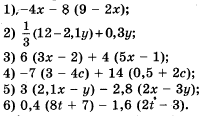 1) −4x − 8 (9 − 2x);
2) 1/3 (12−2,1y)+0,3y;
3) 6 (3x − 2) + 4 (5x − 1);
4) −7 (3 − 4c) + 14 (0,5 + 2c);
5) 3 (2,1x − y) − 2,8 (2x − 3y);
6) 0,4 (8t + 7) − 1,6 (2t − 3).